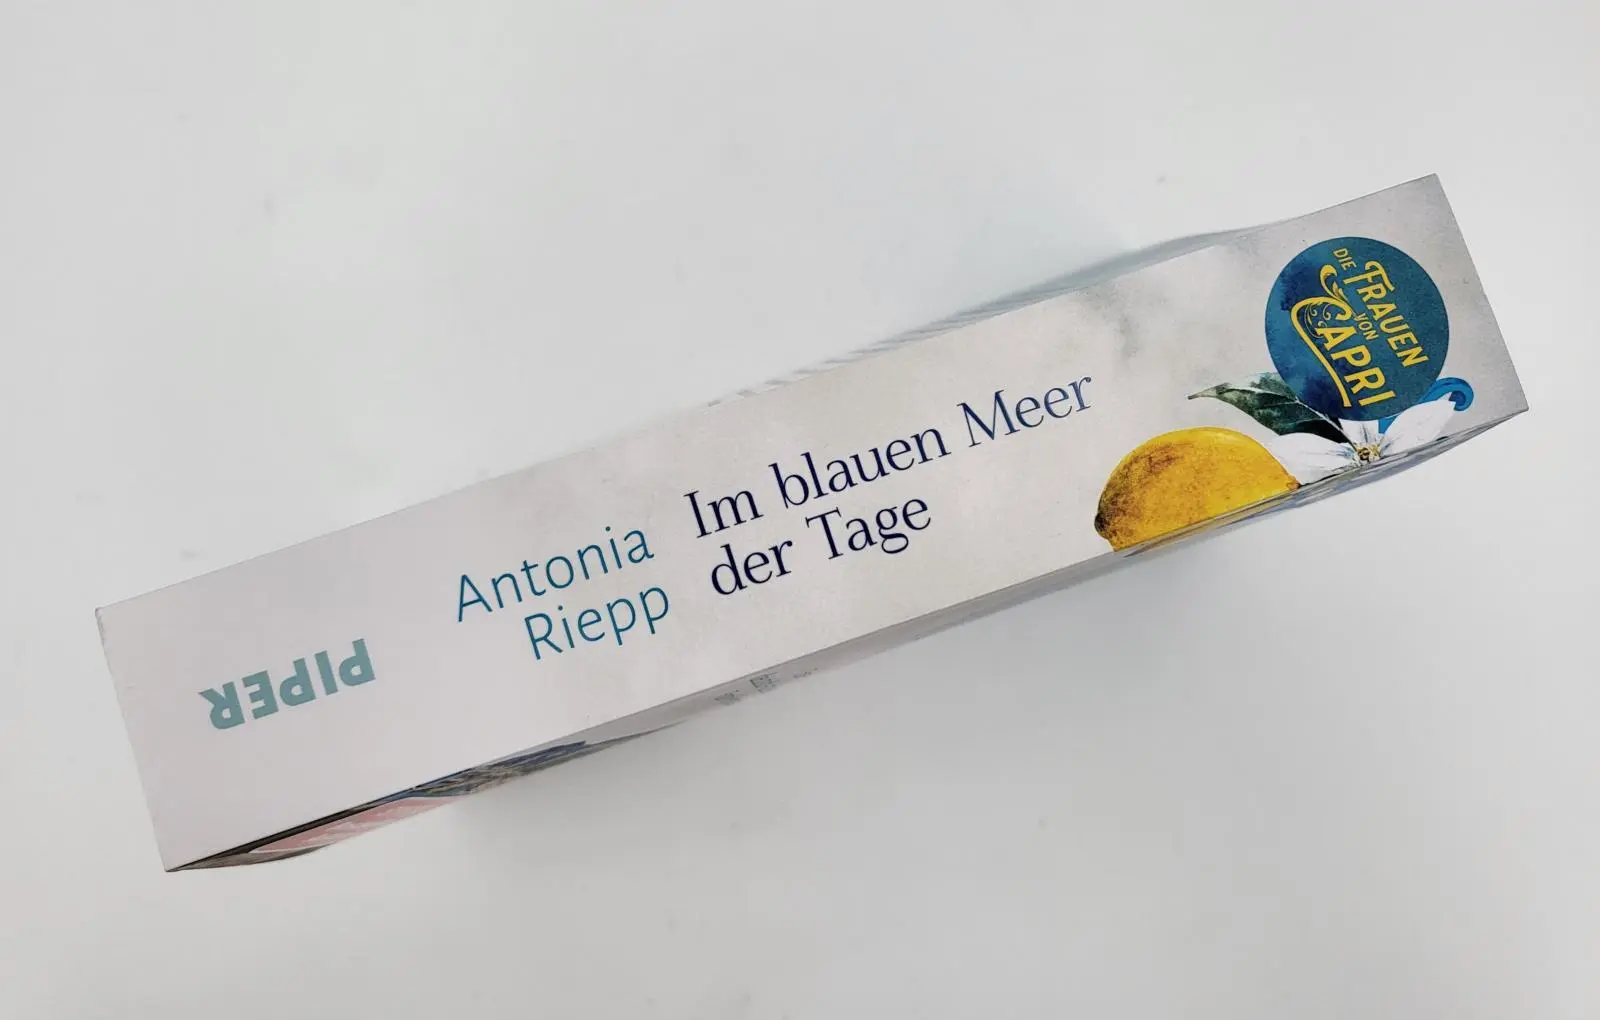 Antonia
Riepp
Im blauen Meer
der Tage
DIE
FRAUEN
VON
CAPRI
PIPER